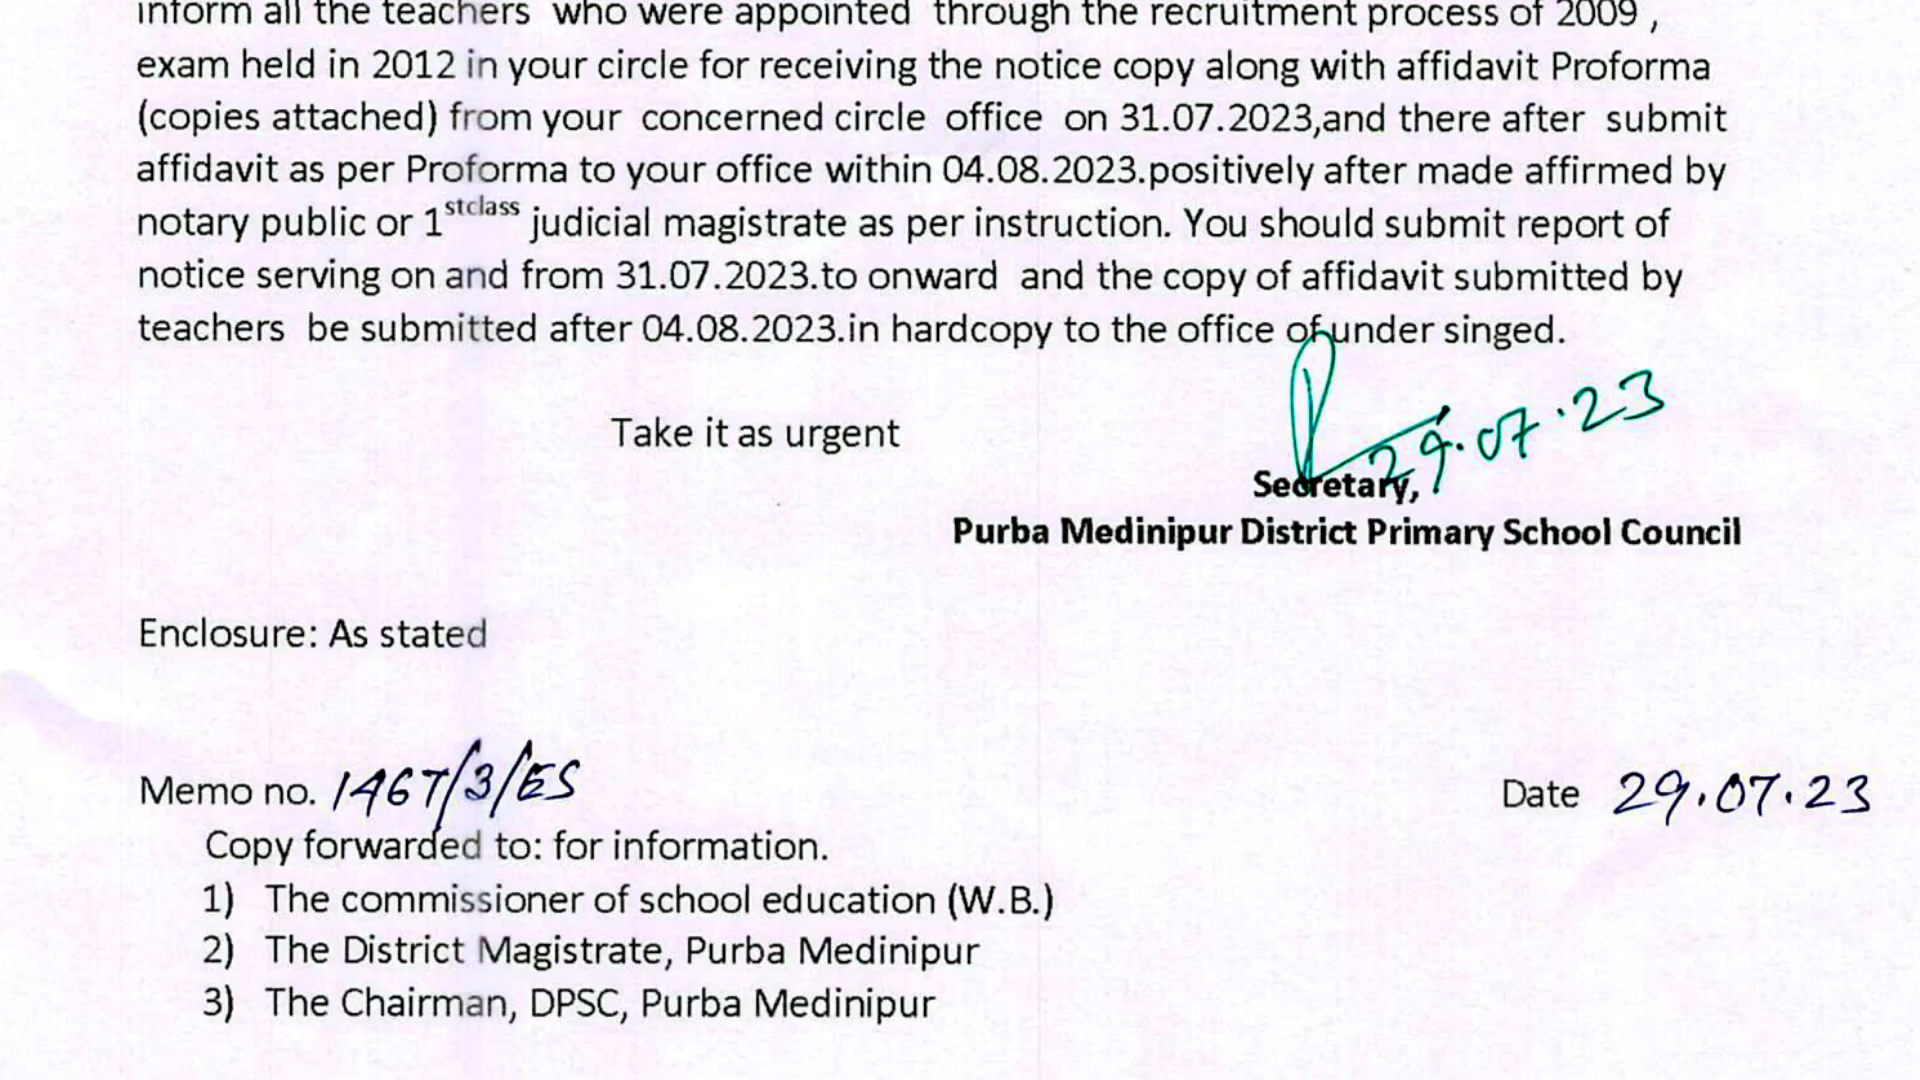 inform all the teachers who were appointed through the recruitment process of 2009 ,
exam held in 2012 in your circle for receiving the notice copy along with affidavit Proforma
(copies attached) from your concerned circle office on 31.07.2023,and there after submit
affidavit as per Proforma to your office within 04.08.2023.positively after made affirmed by
notary public or 1stclass judicial magistrate as per instruction. You should submit report of
notice serving on and from 31.07.2023.to onward and the copy of affidavit submitted by
teachers be submitted after 04.08.2023.in hardcopy to the office of under singed.
Take it as urgent
29.07.23
Secretary,
Purba Medinipur District Primary School Council
Enclosure: As stated
Memo no. 1467/3/ES Date 29.07.23
Copy forwarded to: for information.
1) The commissioner of school education (W.B.)
2) The District Magistrate, Purba Medinipur
3) The Chairman, DPSC, Purba Medinipur